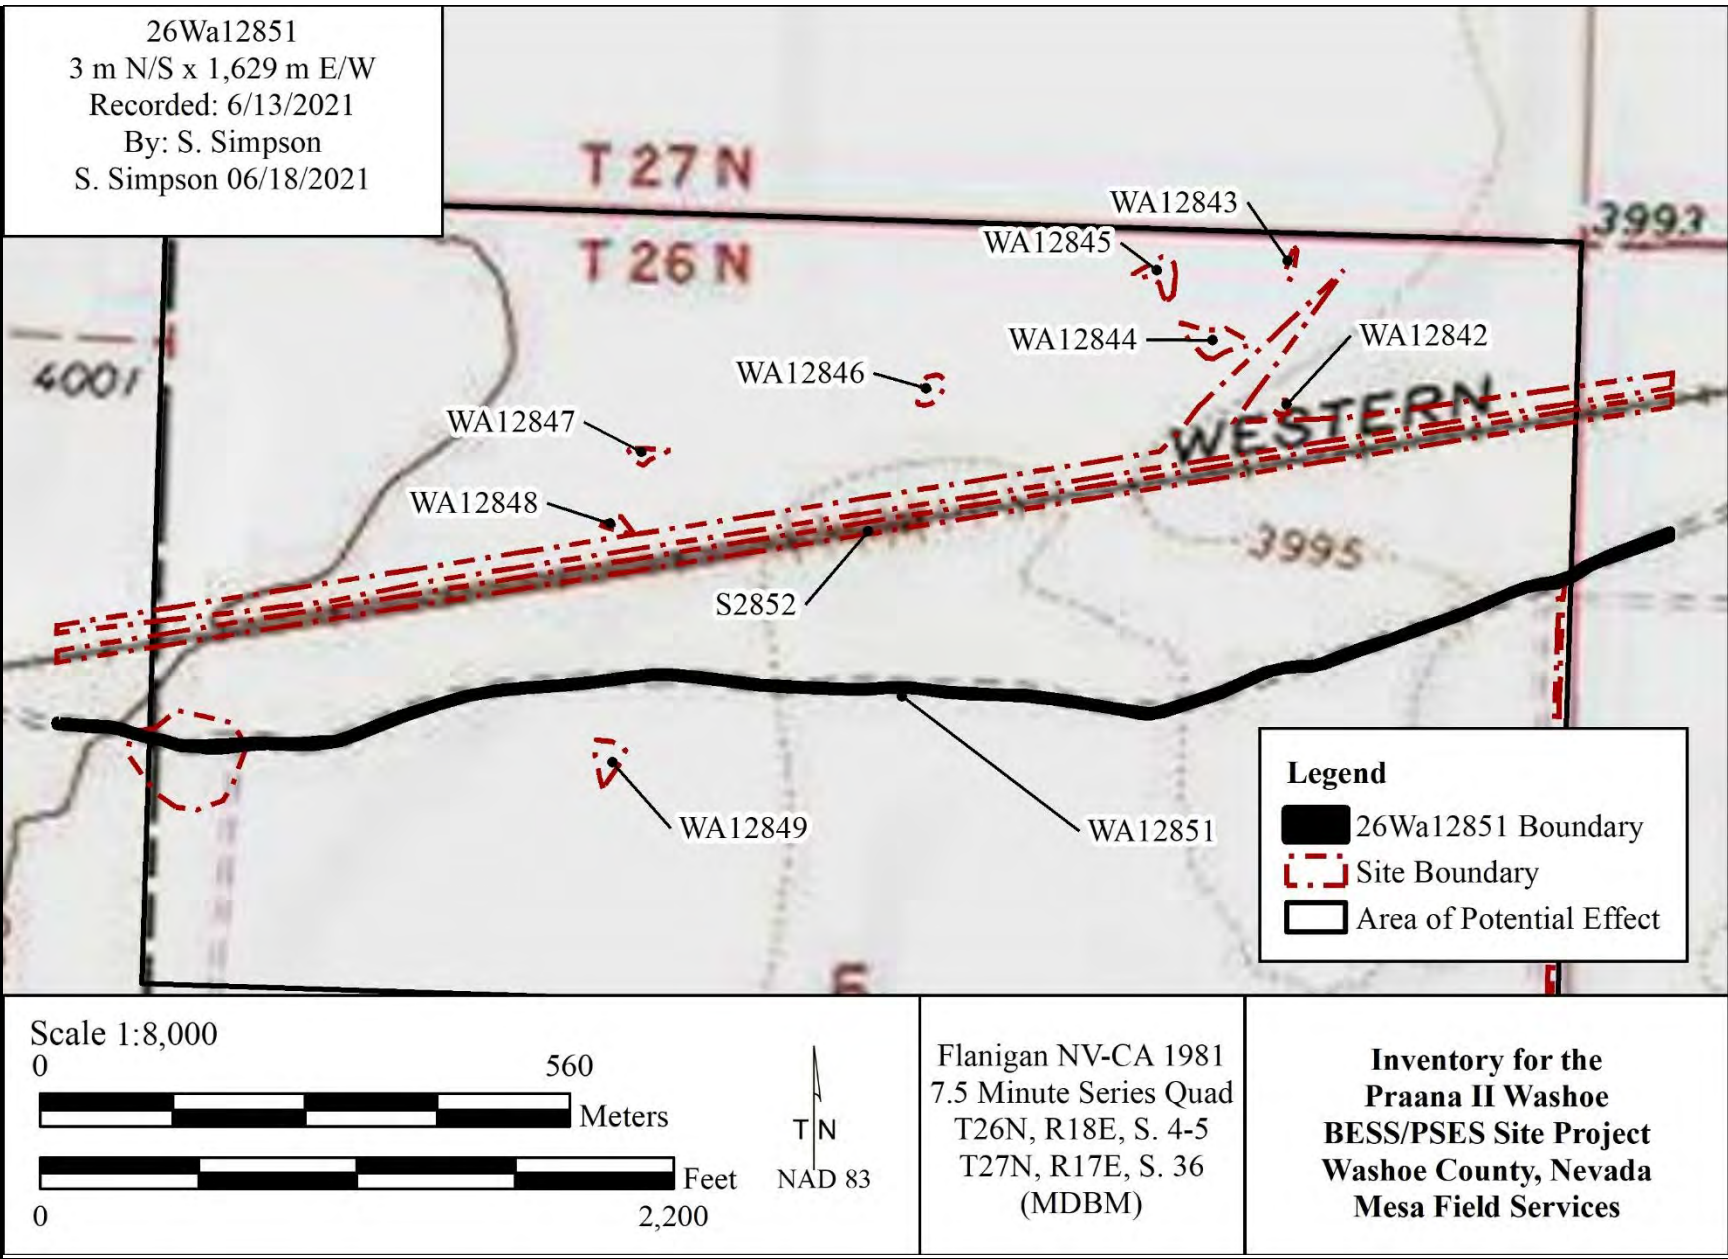 26Wa12851
3 m N/S x 1,629 m E/W
Recorded: 6/13/2021
By: S. Simpson
S. Simpson 06/18/2021
T 27 N
T 26 N
3993
WA12843
WA12845
WA12844
WA12842
4001
WA12846
WESTERN
WA12847
WA12848
3995
S2852
WA12849
WA12851
Legend
26Wa12851 Boundary
Site Boundary
Area of Potential Effect
Scale 1:8,000
0 560
Meters
Feet
0 2,200
T N
NAD 83
Flanigan NV-CA 1981
7.5 Minute Series Quad
T26N, R18E, S. 4-5
T27N, R17E, S. 36
(MDBM)
Inventory for the
Praana II Washoe
BESS/PSES Site Project
Washoe County, Nevada
Mesa Field Services